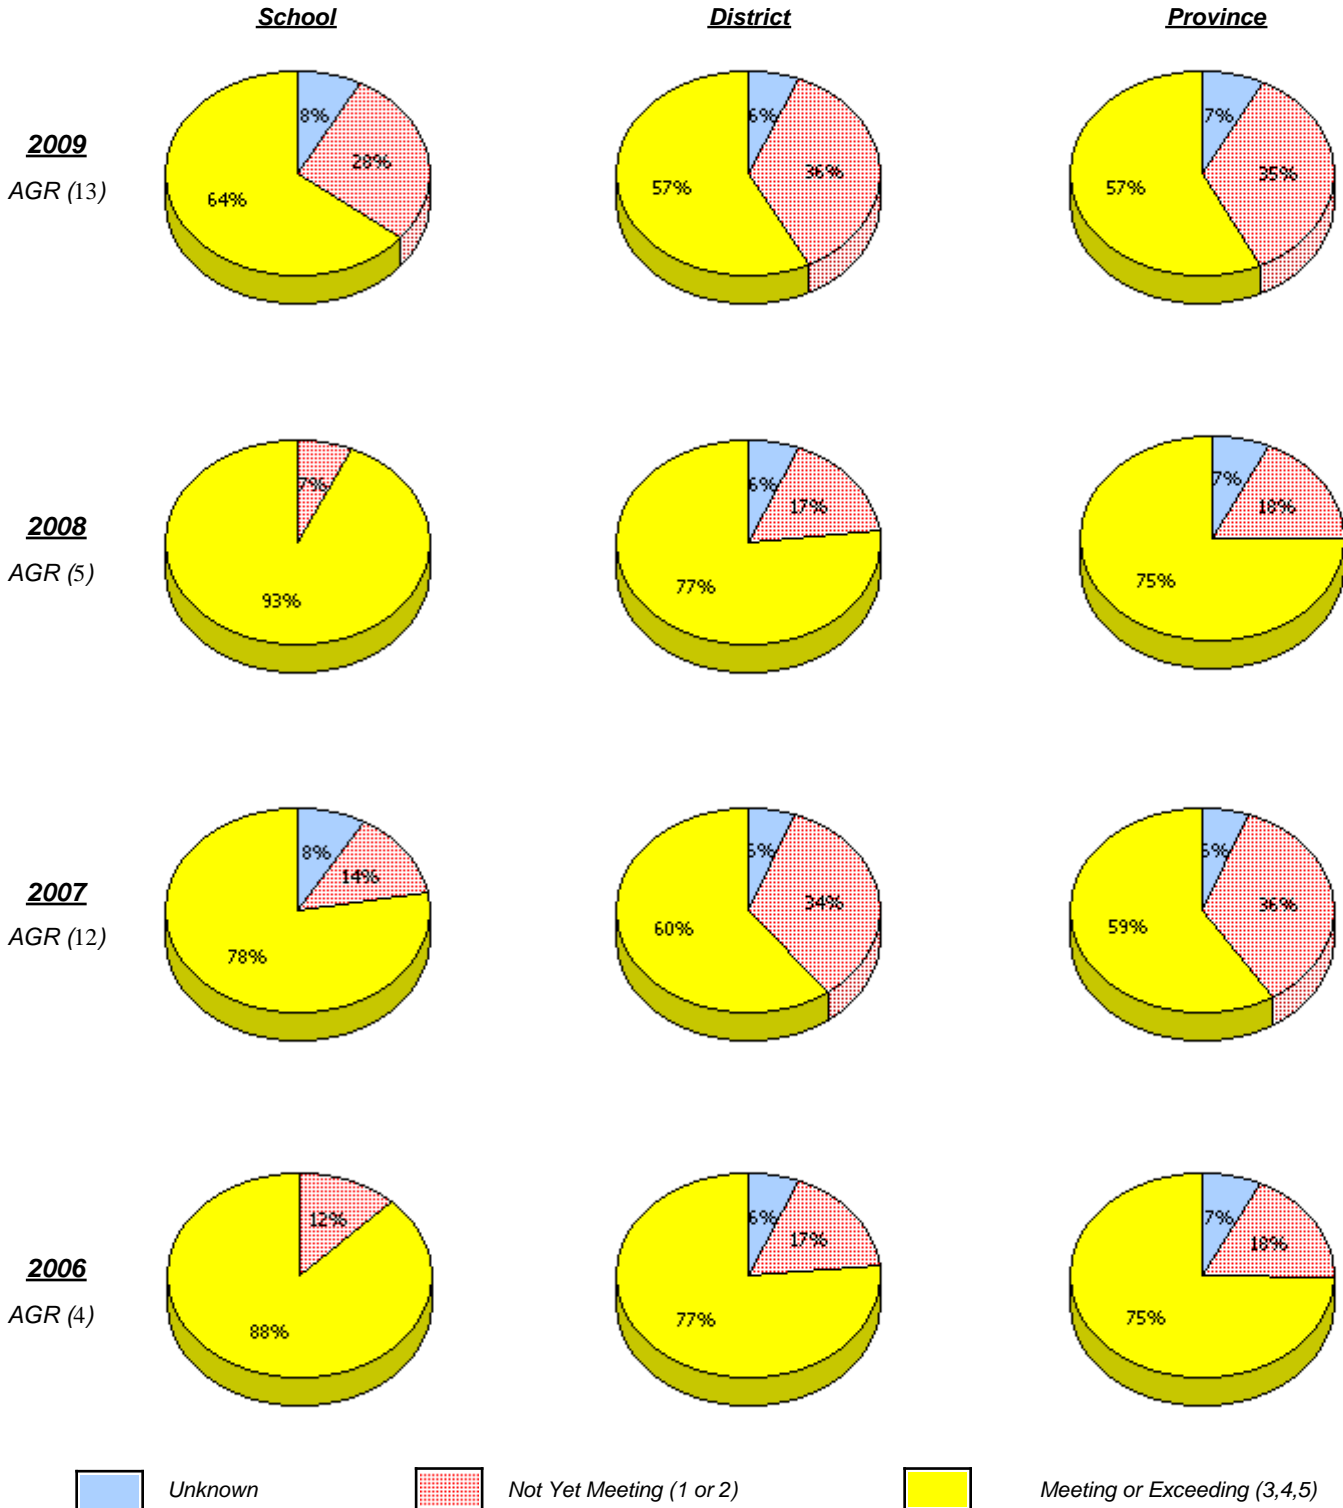 School District Province
2009
AGR (13)
8% 28% 64%
6% 36% 57%
7% 35% 57%
2008
AGR (5)
7% 93%
6% 17% 77%
7% 18% 75%
2007
AGR (12)
8% 14% 78%
34% 60%
36% 59%
2006
AGR (4)
12% 88%
6% 17% 77%
7% 18% 75%
Unknown Not Yet Meeting (1 or 2) Meeting or Exceeding (3,4,5)